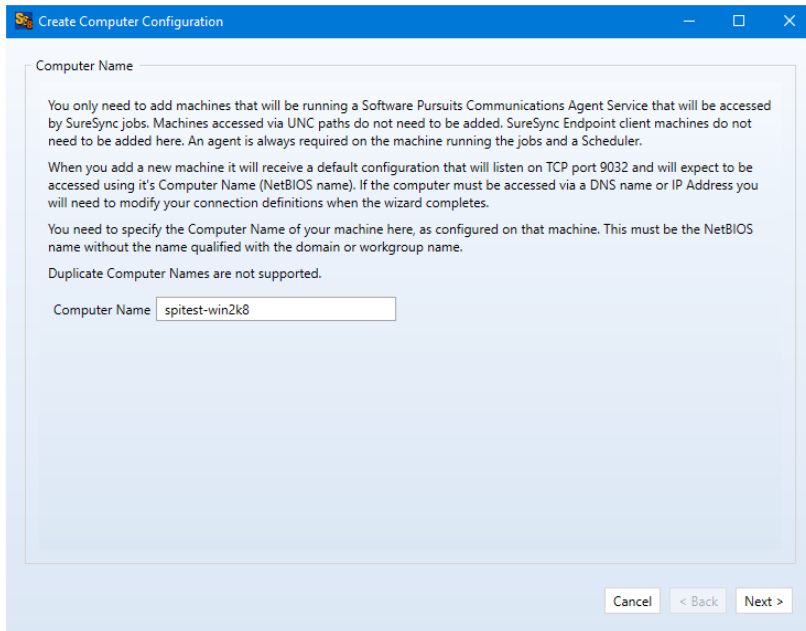 Create Computer Configuration
Computer Name
You only need to add machines that will be running a Software Pursuits Communications Agent Service that will be accessed
by SureSync jobs. Machines accessed via UNC paths do not need to be added. SureSync Endpoint client machines do not
need to be added here. An agent is always required on the machine running the jobs and a Scheduler.
When you add a new machine it will receive a default configuration that will listen on TCP port 9032 and will expect to be
accessed using it's Computer Name (NetBIOS name). If the computer must be accessed via a DNS name or IP Address you
will need to modify your connection definitions when the wizard completes.
You need to specify the Computer Name of your machine here, as configured on that machine. This must be the NetBIOS
name without the name qualified with the domain or workgroup name.
Duplicate Computer Names are not supported.
Computer Name spitest-win2k8
Cancel < Back Next >